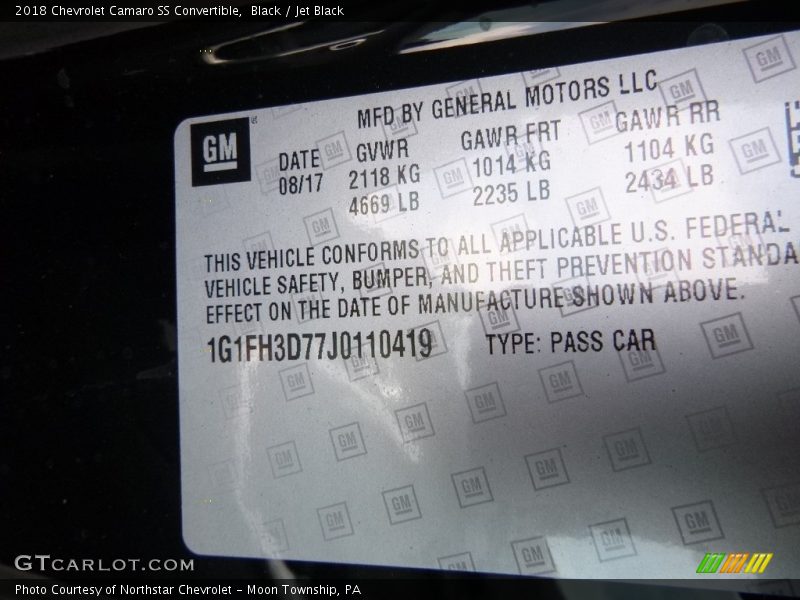 2018 Chevrolet Camaro SS Convertible, Black / Jet Black
MFD BY GENERAL MOTORS LLC
GM
DATE GVWR GAWR FRT GAWR RR
08/17 2118 KG 1014 KG 1104 KG
4669 LB 2235 LB 2434 LB
THIS VEHICLE CONFORMS TO ALL APPLICABLE U.S. FEDERAL
VEHICLE SAFETY, BUMPER, AND THEFT PREVENTION STANDA
EFFECT ON THE DATE OF MANUFACTURE SHOWN ABOVE.
1G1FH3D77J0110419 TYPE: PASS CAR
GTCARLOT.COM
Photo Courtesy of Northstar Chevrolet - Moon Township, PA